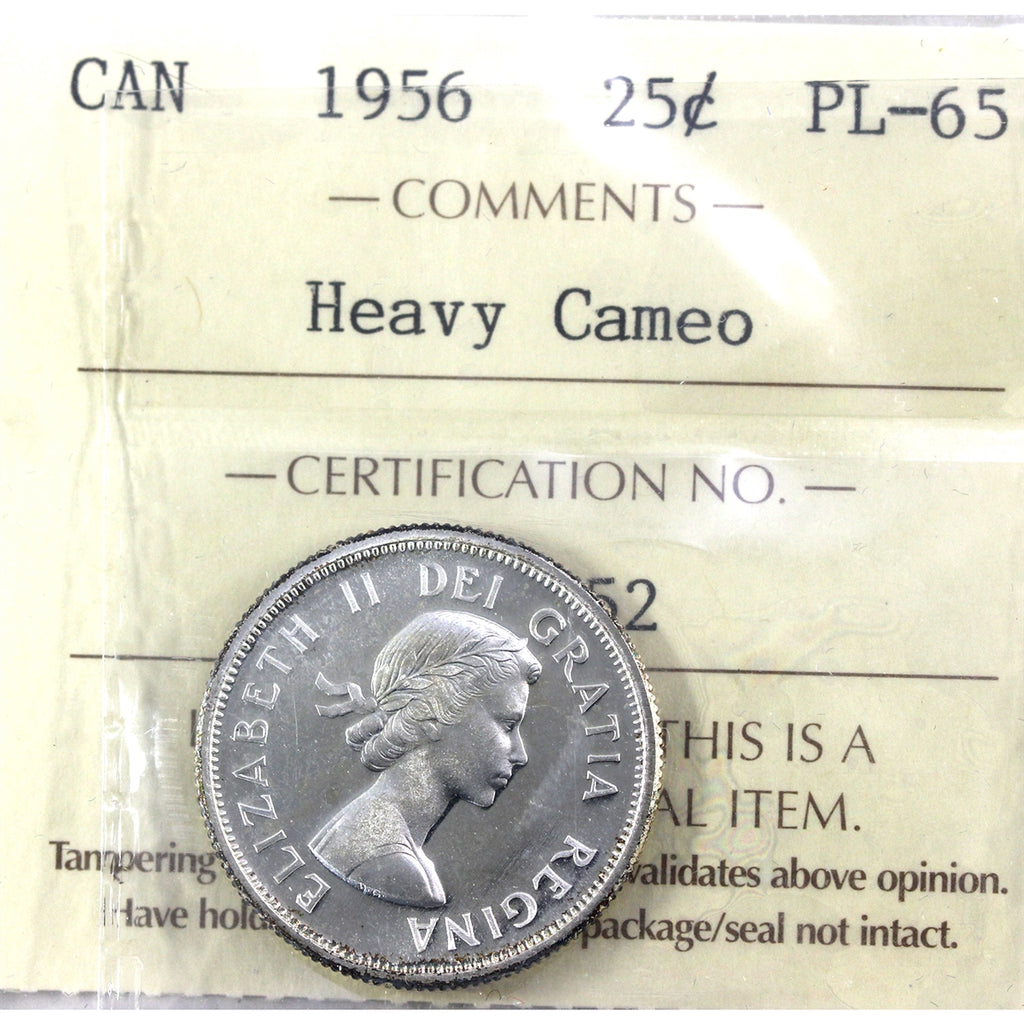 CAN 1956 25¢ PL-65
— COMMENTS —
Heavy Cameo
— CERTIFICATION NO. —
52
THIS IS A
AL ITEM.
Tampering validates above opinion.
Have package/seal not intact.
ELIZABETH II DEI GRATIA REGINA